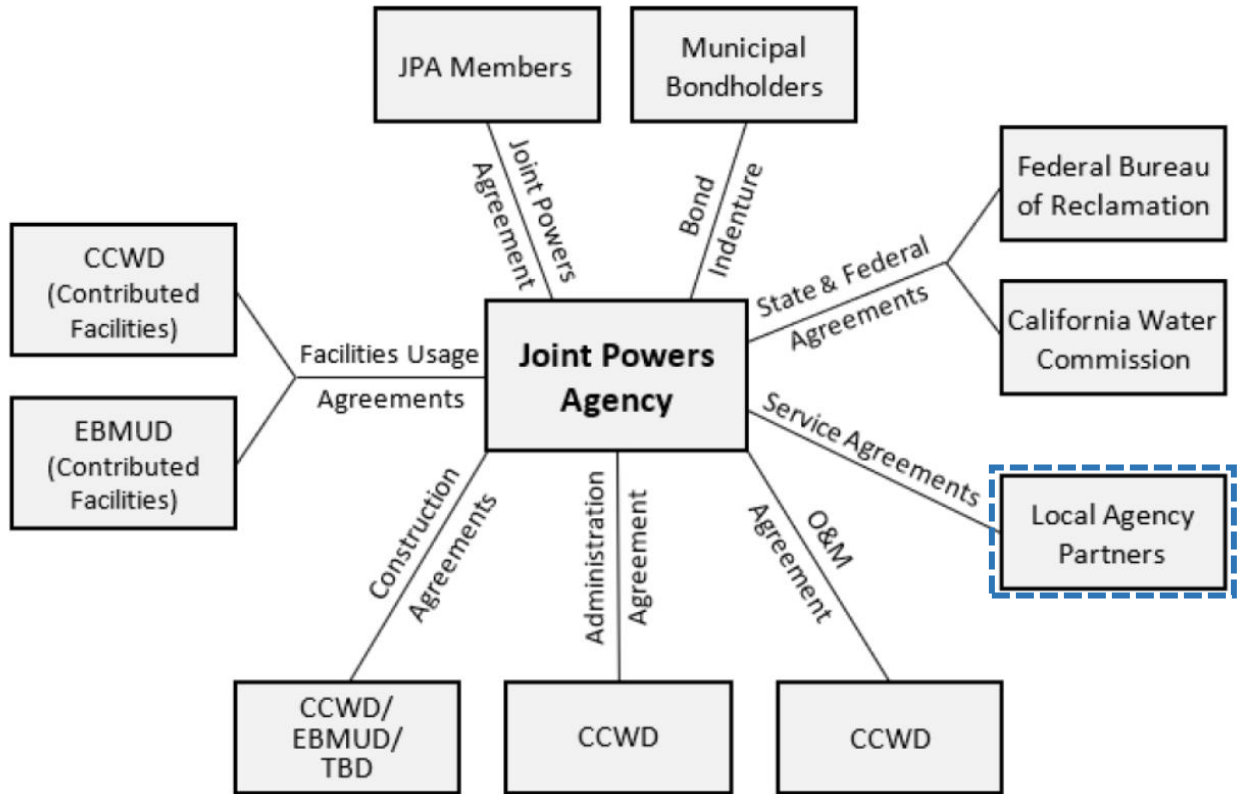 JPA Members
Municipal
Bondholders
Joint Powers
Agreement
Bond
Indenture
Federal Bureau
of Reclamation
State & Federal
Agreements
California Water
Commission
CCWD
(Contributed
Facilities)
Facilities Usage
Agreements
EBMUD
(Contributed
Facilities)
Joint Powers
Agency
Service Agreements
Local Agency
Partners
Construction
Agreements
Administration
Agreement
O&M
Agreement
CCWD/
EBMUD/
TBD
CCWD
CCWD